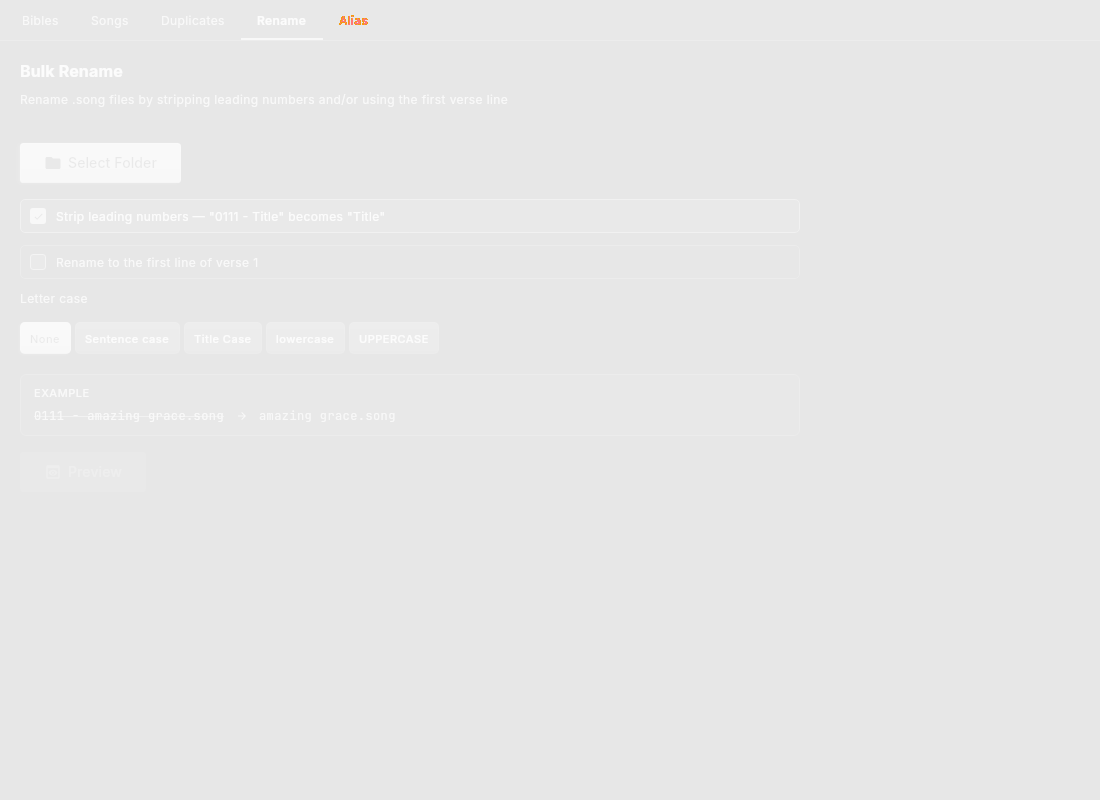 Bibles Songs Duplicates Rename Alias
Bulk Rename
Rename .song files by stripping leading numbers and/or using the first verse line
Select Folder
Strip leading numbers — "0111 - Title" becomes "Title"
Rename to the first line of verse 1
Letter case
None Sentence case Title Case lowercase UPPERCASE
EXAMPLE
0111 - amazing grace.song → amazing grace.song
Preview